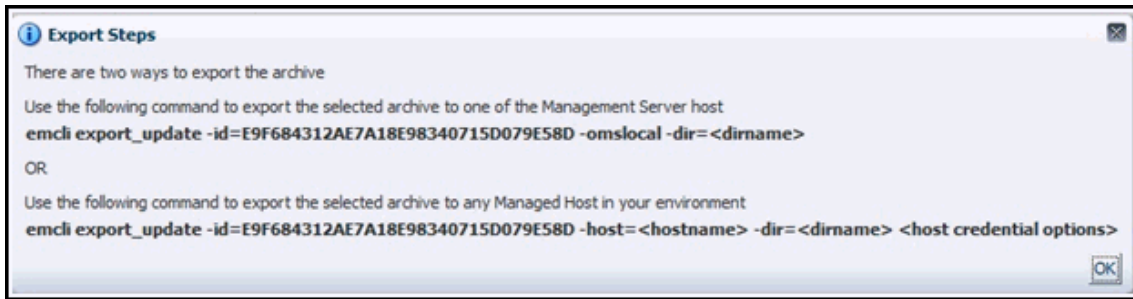 Export Steps
There are two ways to export the archive
Use the following command to export the selected archive to one of the Management Server host
emcli export_update -id=E9F684312AE7A18E98340715D079E58D -omslocal -dir=<dirname>
OR
Use the following command to export the selected archive to any Managed Host in your environment
emcli export_update -id=E9F684312AE7A18E98340715D079E58D -host=<hostname> -dir=<dirname> <host credential options>
OK